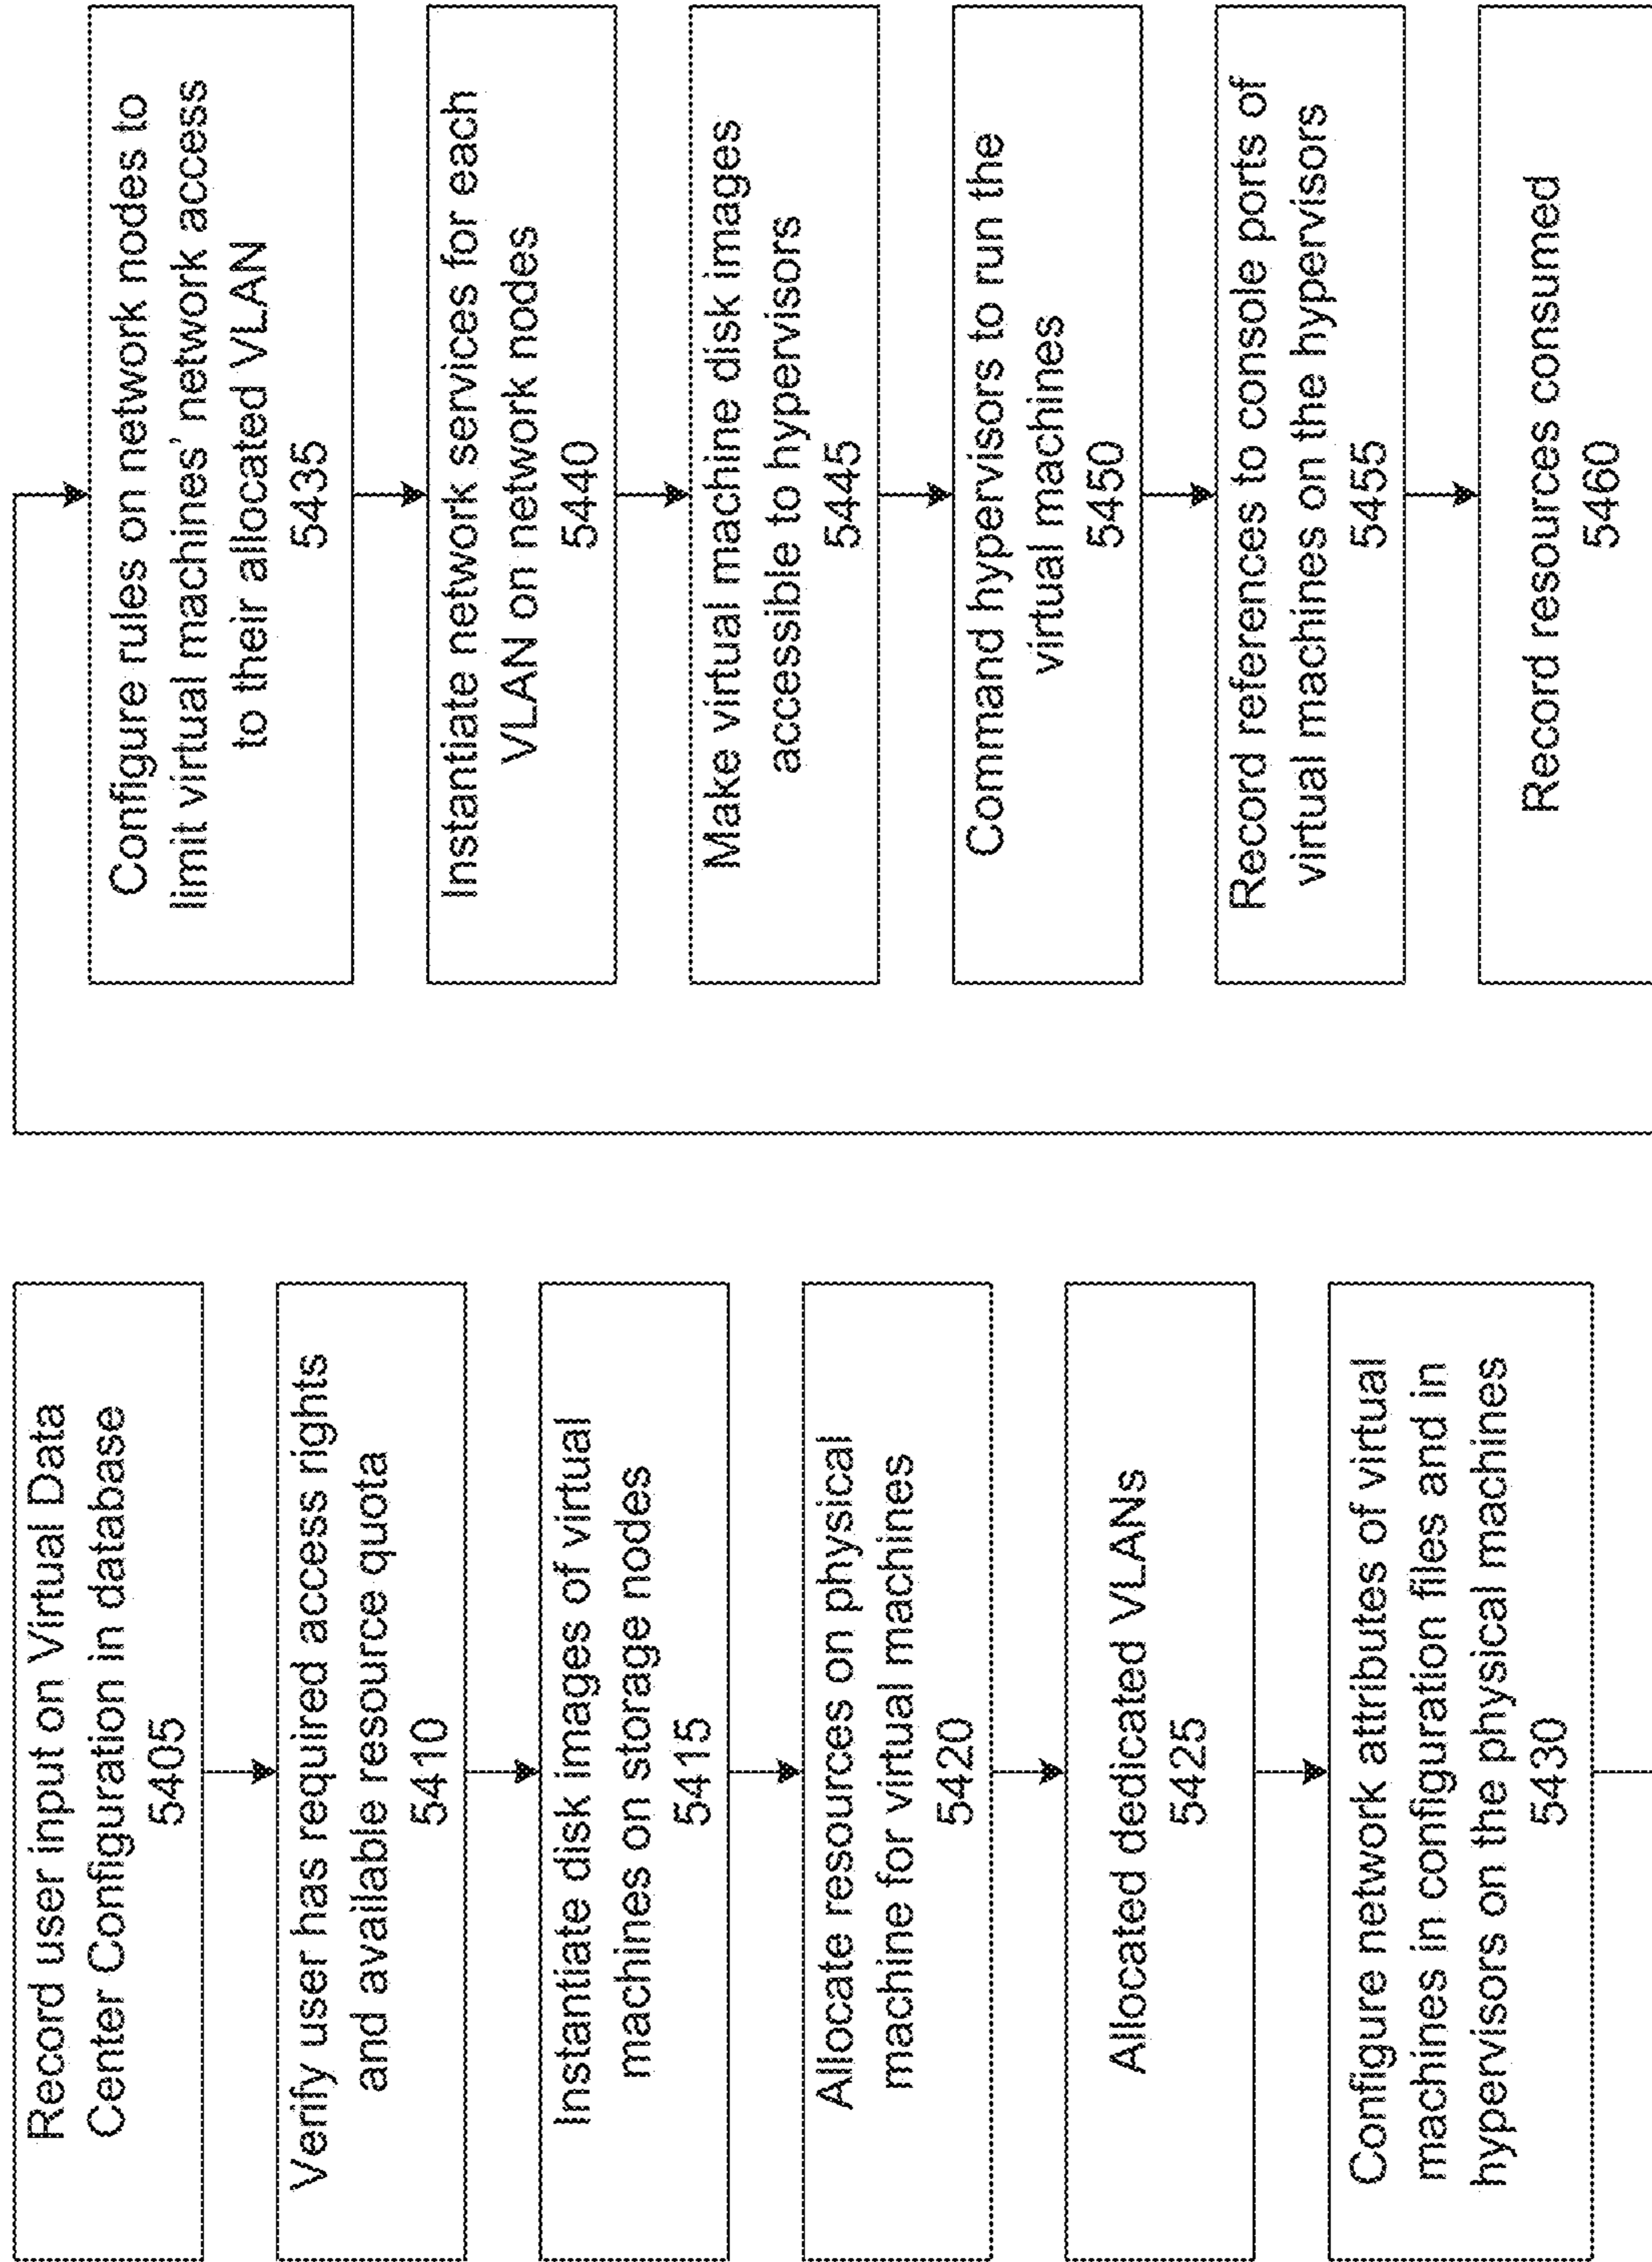 Record user input on Virtual Data
Center Configuration in database
5405
Verify user has required access rights
and available resource quota
5410
Instantiate disk images of virtual
machines on storage nodes
5415
Allocate resources on physical
machine for virtual machines
5420
Allocated dedicated VLANs
5425
Configure network attributes of virtual
machines in configuration files and in
hypervisors on the physical machines
5430
Configure rules on network nodes to
limit virtual machines' network access
to their allocated VLAN
5435
Instantiate network services for each
VLAN on network nodes
5440
Make virtual machine disk images
accessible to hypervisors
5445
Command hypervisors to run the
virtual machines
5450
Record references to console ports of
virtual machines on the hypervisors
5455
Record resources consumed
5460